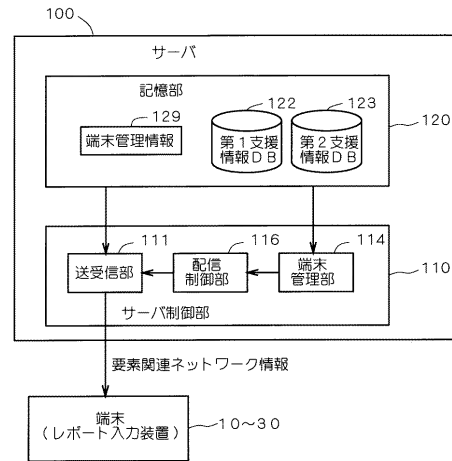 100
サーバ
記憶部
129
端末管理情報
122
第1支援
情報DB
123
第2支援
情報DB
120
111
送受信部
116
配信
制御部
114
端末
管理部
110
サーバ制御部
要素関連ネットワーク情報
端末
(レポート入力装置)
10~30